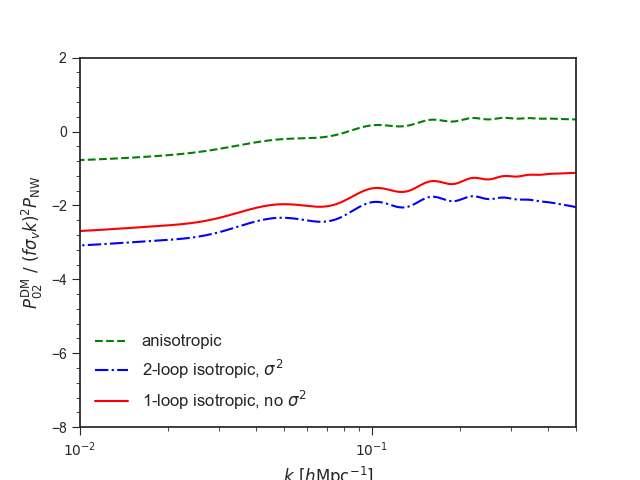 2
0
−2
−4
−6
−8
P_02^DM / (fσ_v k)^2 P_NW
anisotropic
2-loop isotropic, σ^2
1-loop isotropic, no σ^2
10^−2
10^−1
k [hMpc^−1]